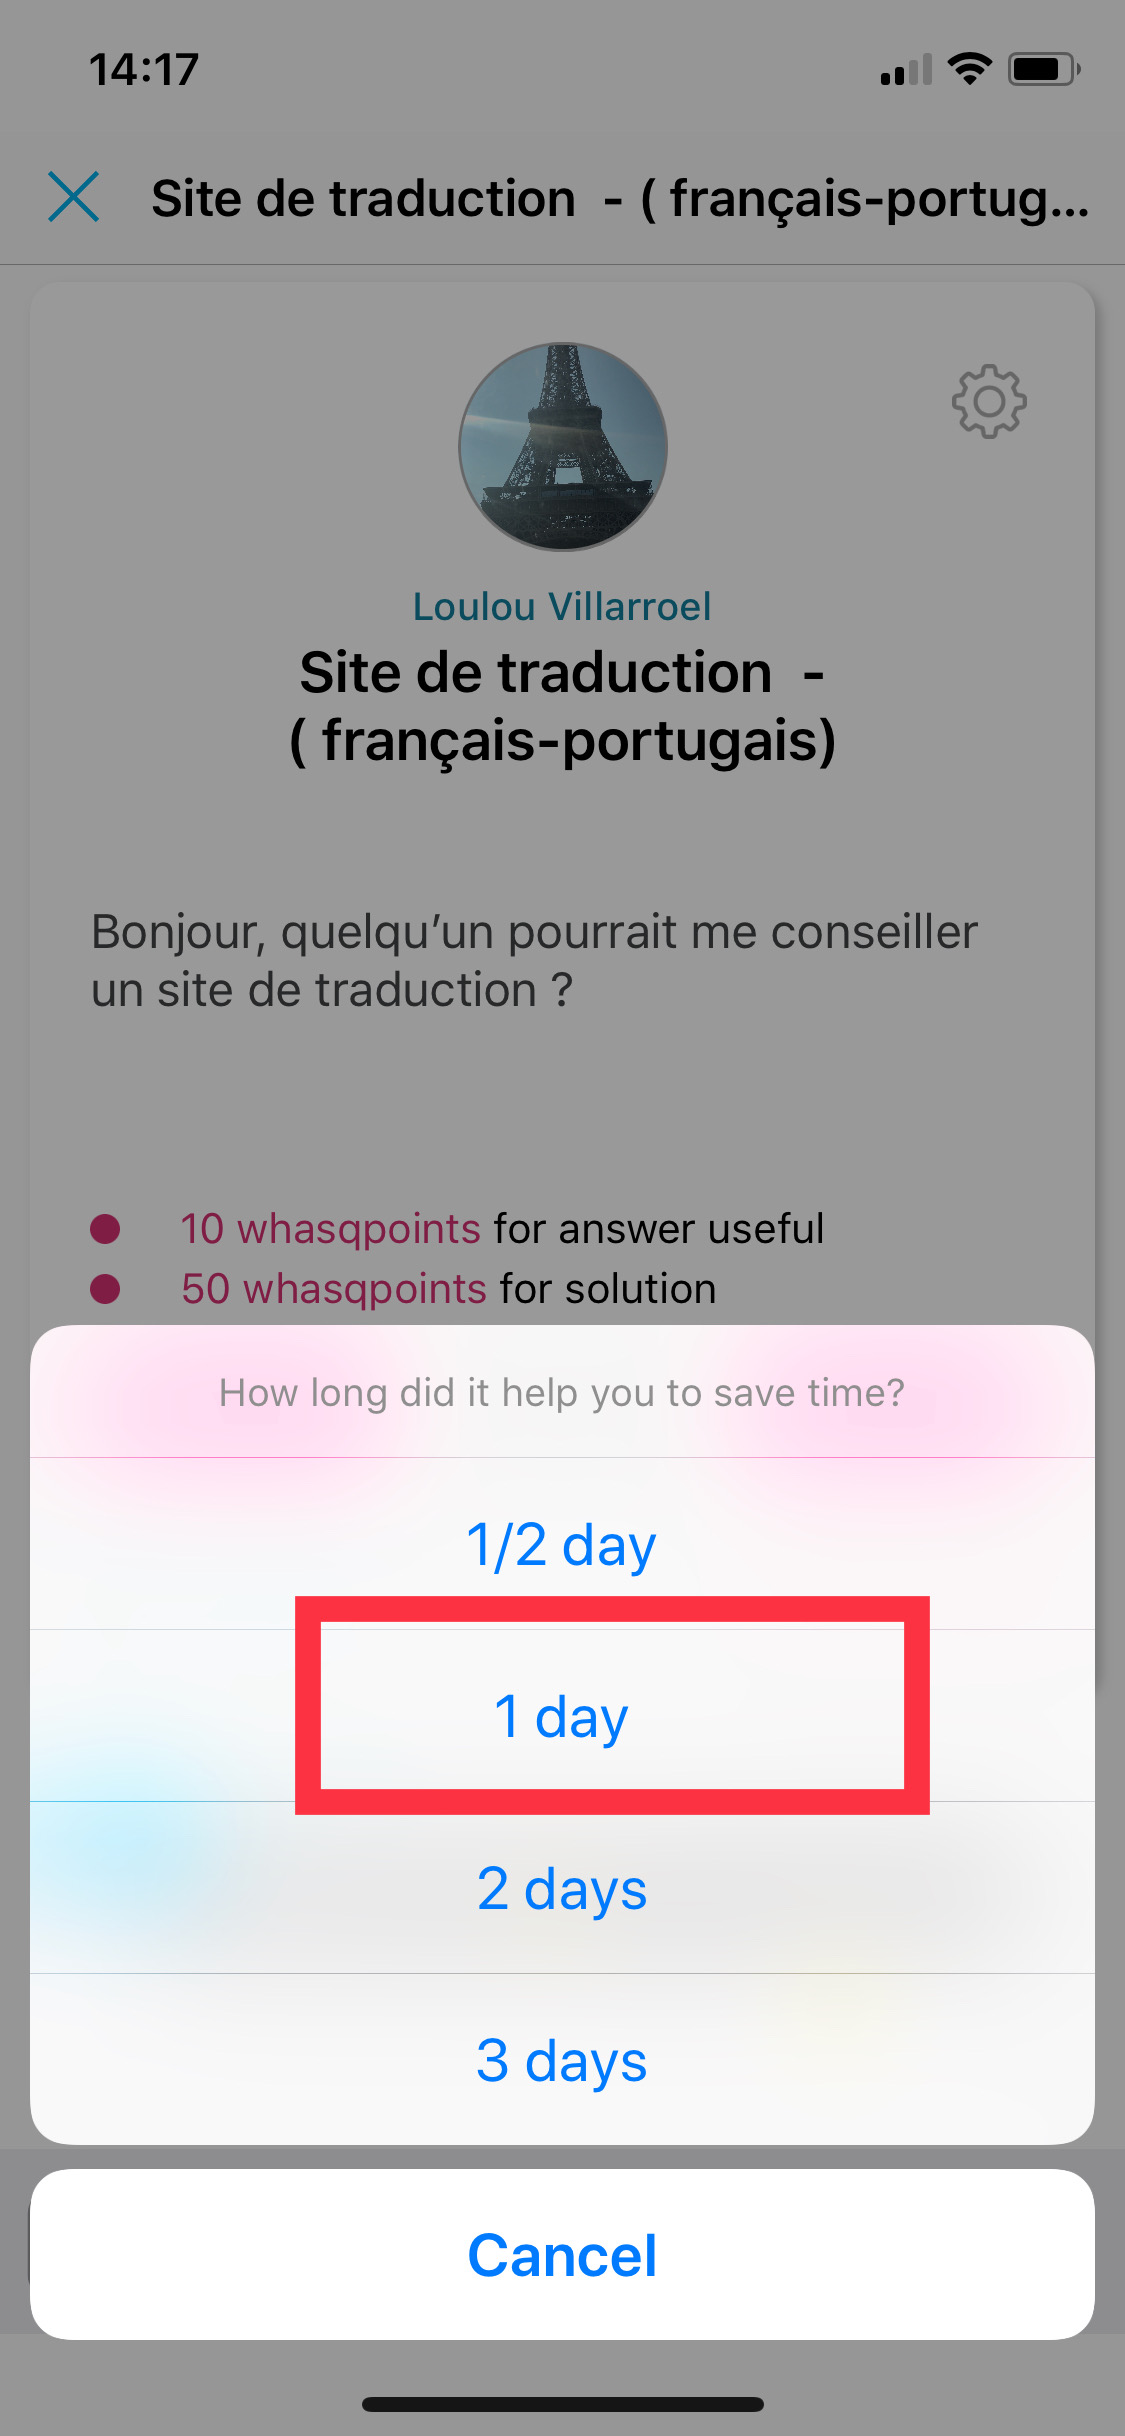 14:17
Site de traduction  - ( français-portug...
Loulou Villarroel
Site de traduction  -
( français-portugais)
Bonjour, quelqu’un pourrait me conseiller
un site de traduction ?
10 whasqpoints for answer useful
50 whasqpoints for solution
How long did it help you to save time?
1/2 day
1 day
2 days
3 days
Cancel